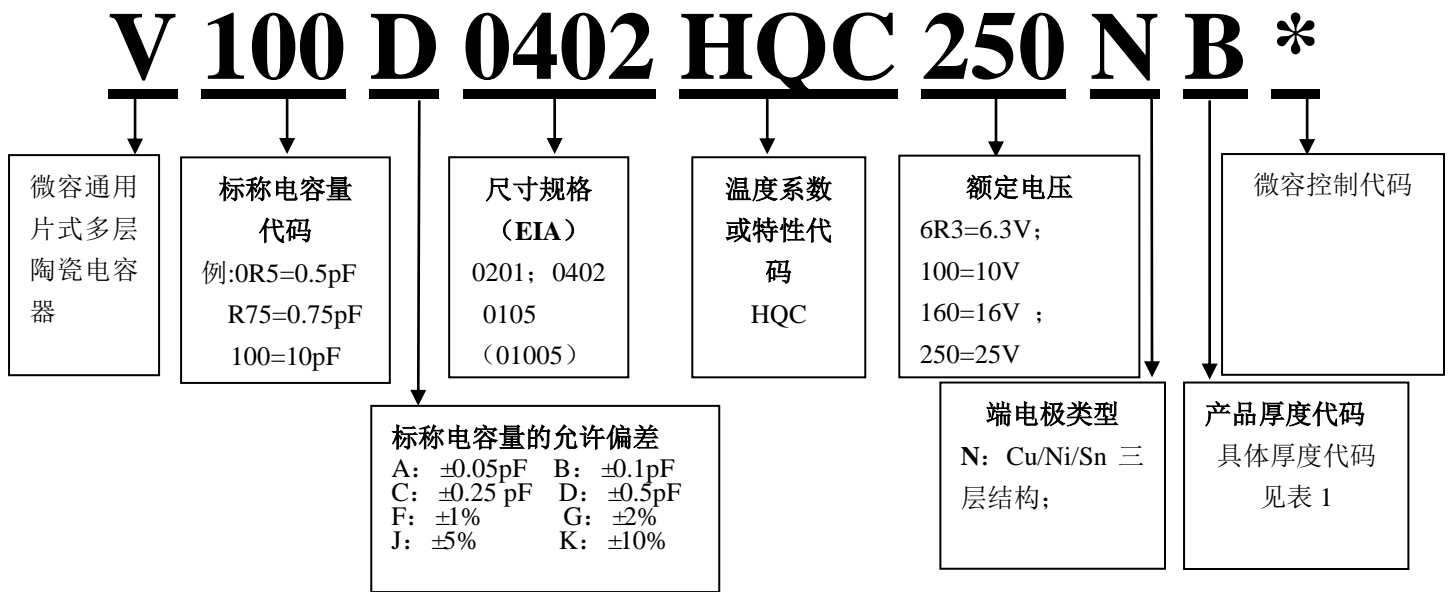 V 100 D 0402 HQC 250 N B *
微容通用
片式多层
陶瓷电容
器
标称电容量
代码
例:0R5=0.5pF
R75=0.75pF
100=10pF
尺寸规格
（EIA）
0201；0402
0105
（01005）
温度系数
或特性代
码
HQC
额定电压
6R3=6.3V；
100=10V
160=16V ；
250=25V
微容控制代码
标称电容量的允许偏差
A： ±0.05pF B： ±0.1pF
C： ±0.25 pF D： ±0.5pF
F： ±1% G： ±2%
J： ±5% K： ±10%
端电极类型
N：Cu/Ni/Sn 三
层结构；
产品厚度代码
具体厚度代码
见表 1